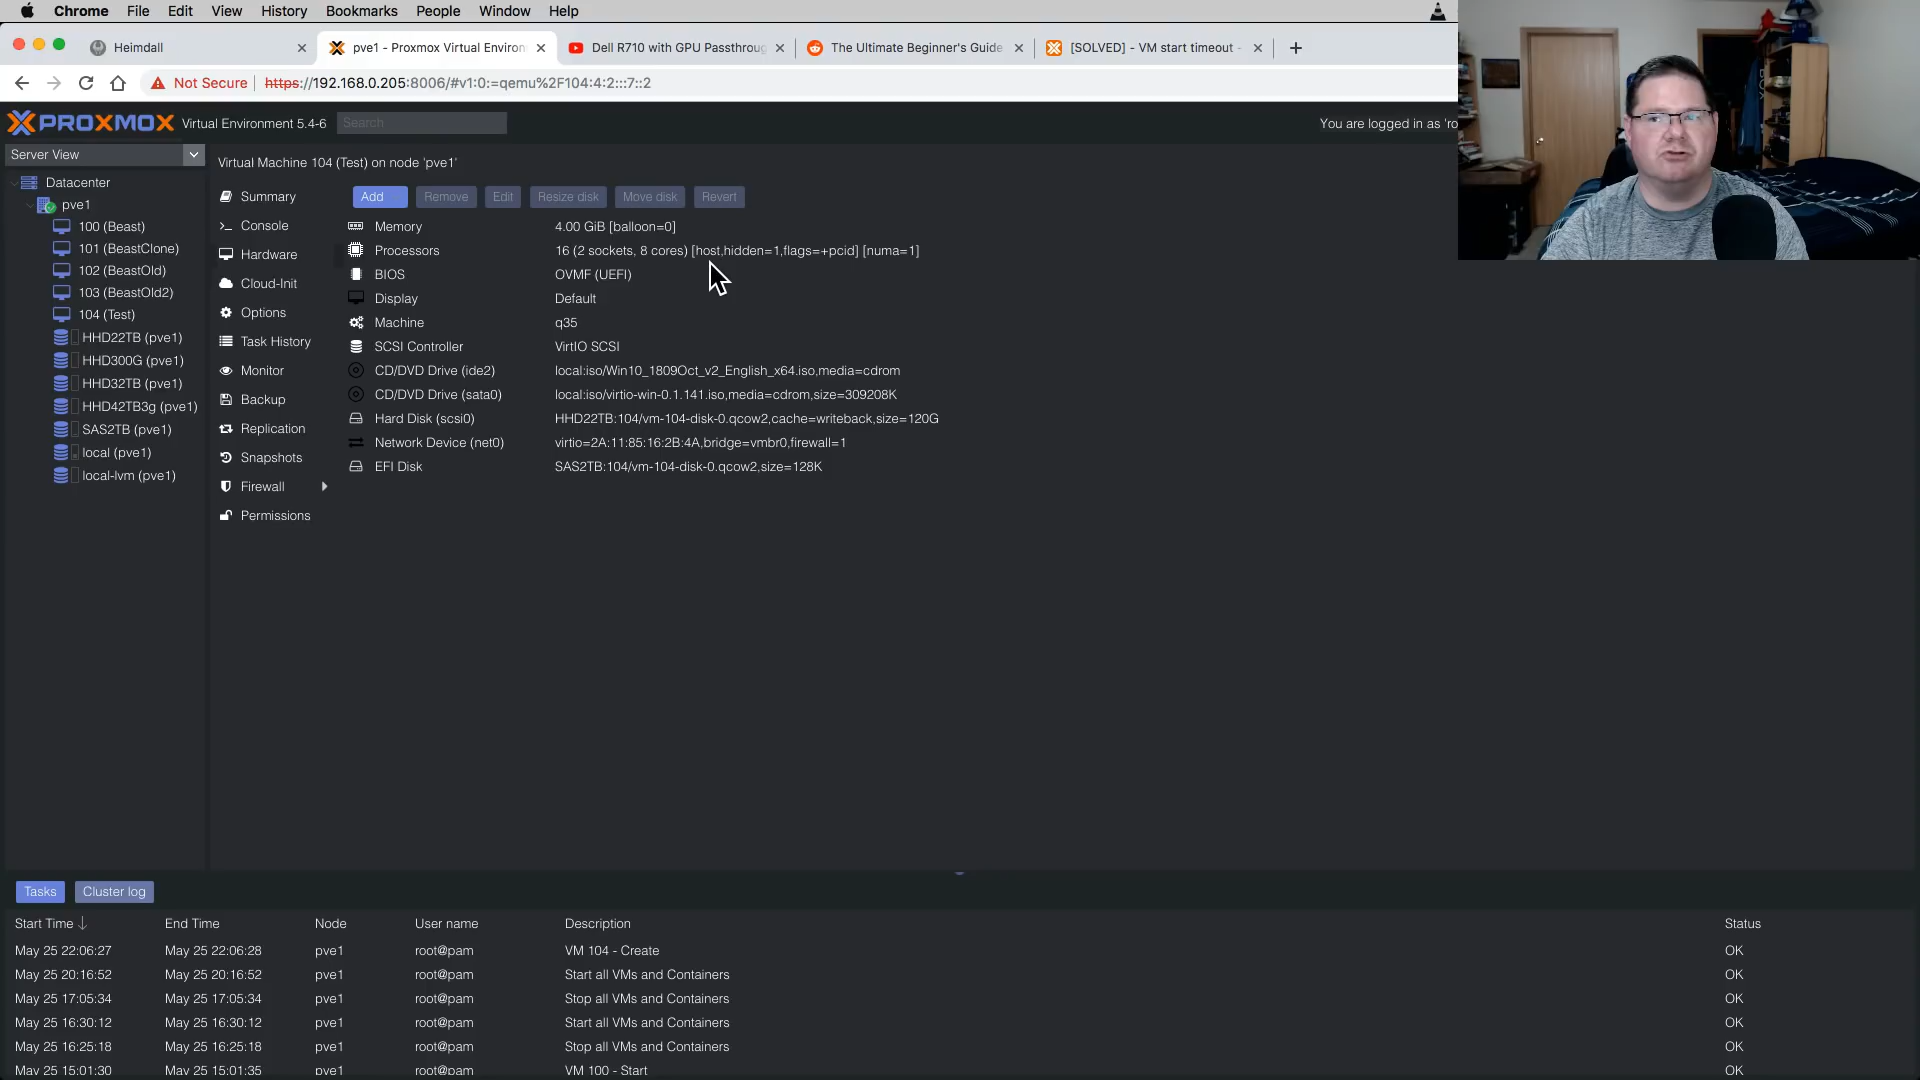 Chrome File Edit View History Bookmarks People Window Help
Heimdall
pve1 - Proxmox Virtual Environ
Dell R710 with GPU Passthroug
The Ultimate Beginner's Guide
[SOLVED] - VM start timeout -
Not Secure https://192.168.0.205:8006/#v1:0:=qemu%2F104:4:2:::7::2
PROXMOX Virtual Environment 5.4-6 Search
You are logged in as 'ro
Server View
Datacenter
pve1
100 (Beast)
101 (BeastClone)
102 (BeastOld)
103 (BeastOld2)
104 (Test)
HHD22TB (pve1)
HHD300G (pve1)
HHD32TB (pve1)
HHD42TB3g (pve1)
SAS2TB (pve1)
local (pve1)
local-lvm (pve1)
Virtual Machine 104 (Test) on node 'pve1'
Summary
Console
Hardware
Cloud-Init
Options
Task History
Monitor
Backup
Replication
Snapshots
Firewall
Permissions
Add Remove Edit Resize disk Move disk Revert
Memory 4.00 GiB [balloon=0]
Processors 16 (2 sockets, 8 cores) [host,hidden=1,flags=+pcid] [numa=1]
BIOS OVMF (UEFI)
Display Default
Machine q35
SCSI Controller VirtIO SCSI
CD/DVD Drive (ide2) local:iso/Win10_1809Oct_v2_English_x64.iso,media=cdrom
CD/DVD Drive (sata0) local:iso/virtio-win-0.1.141.iso,media=cdrom,size=309208K
Hard Disk (scsi0) HHD22TB:104/vm-104-disk-0.qcow2,cache=writeback,size=120G
Network Device (net0) virtio=2A:11:85:16:2B:4A,bridge=vmbr0,firewall=1
EFI Disk SAS2TB:104/vm-104-disk-0.qcow2,size=128K
Tasks Cluster log
Start Time End Time Node User name Description Status
May 25 22:06:27 May 25 22:06:28 pve1 root@pam VM 104 - Create OK
May 25 20:16:52 May 25 20:16:52 pve1 root@pam Start all VMs and Containers OK
May 25 17:05:34 May 25 17:05:34 pve1 root@pam Stop all VMs and Containers OK
May 25 16:30:12 May 25 16:30:12 pve1 root@pam Start all VMs and Containers OK
May 25 16:25:18 May 25 16:25:18 pve1 root@pam Stop all VMs and Containers OK
May 25 15:01:30 May 25 15:01:35 pve1 root@pam VM 100 - Start OK